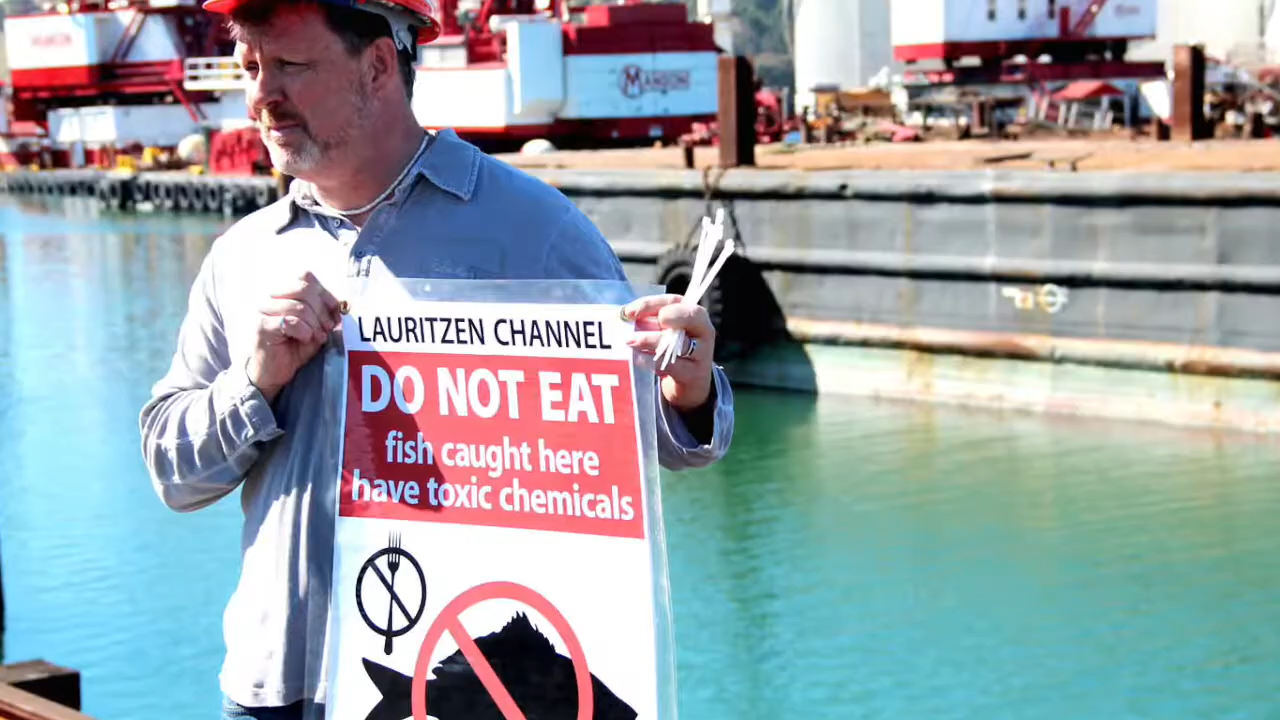 MANSON
LAURITZEN CHANNEL
DO NOT EAT
fish caught here
have toxic chemicals